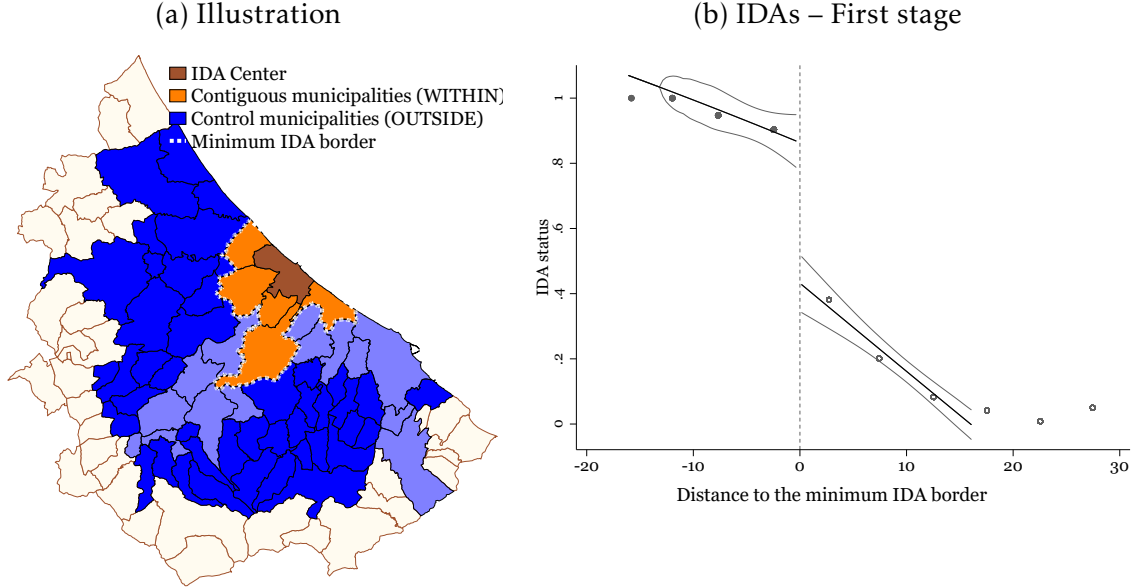 (a) Illustration
IDA Center
Contiguous municipalities (WITHIN)
Control municipalities (OUTSIDE)
Minimum IDA border
(b) IDAs – First stage
IDA status
1
.8
.6
.4
.2
0
-20 -10 0 10 20 30
Distance to the minimum IDA border